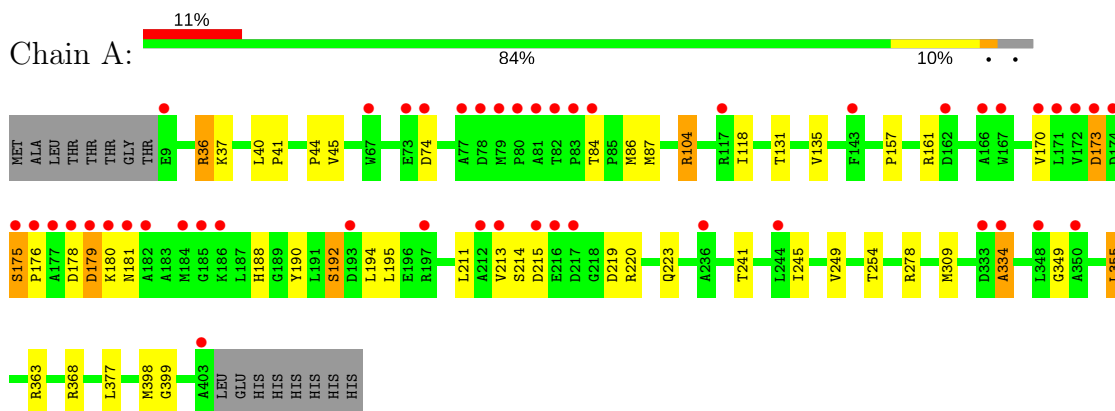 11%
Chain A:
84% 10% • •
MET ALA LEU THR THR THR GLY THR E9 R36 K37 L40 P41 P44 V45 W67 E73 D74 A77 D78 M79 P80 A81 T82 P83 T84 P85 M86 M87 R104 R117 I118 T131 V135 F143 P157 R161 D162 A166 W167 V170 L171 V172 D173
S175 P176 A177 D178 D179 K180 N181 A182 A183 M184 G185 K186 L187 H188 G189 Y190 L191 S192 D193 L194 L195 E196 R197 L211 A212 V213 S214 D215 E216 D217 G218 D219 R220 Q223 A236 T241 L244 I245 V249 T254 R278 M309 D333 A334 L348 G349 A350 L355
R363 R368 L377 M398 G399 A403 LEU GLU HIS HIS HIS HIS HIS HIS